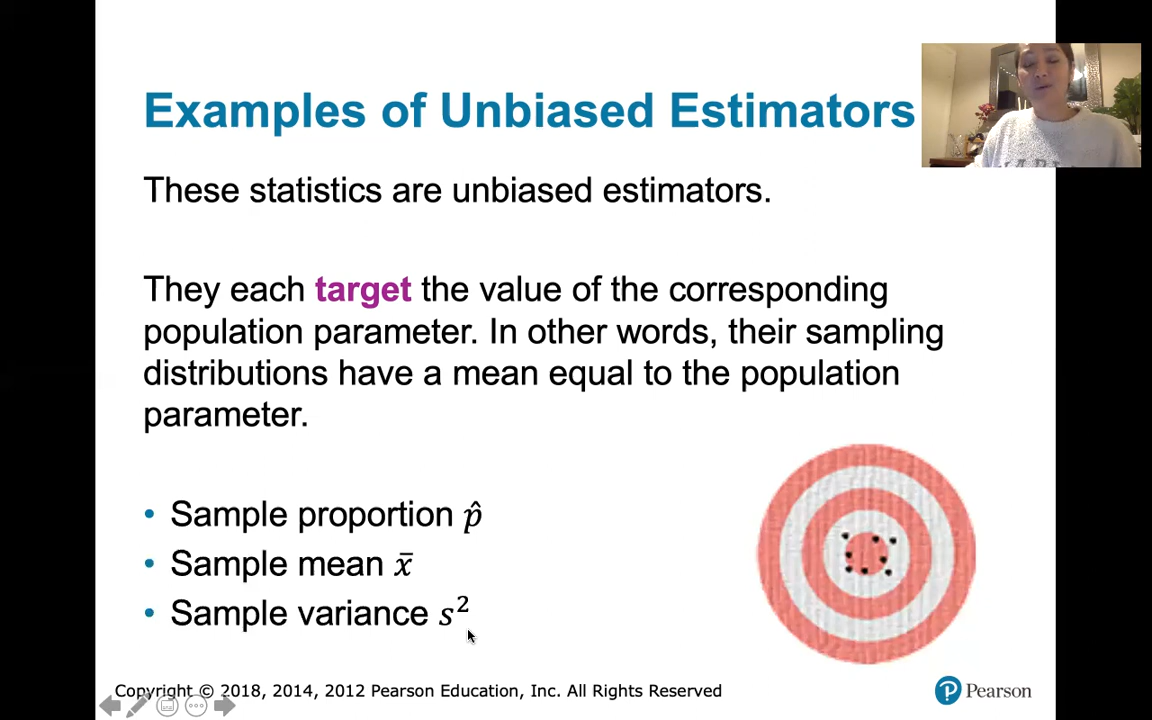 Examples of Unbiased Estimators
These statistics are unbiased estimators.
They each target the value of the corresponding
population parameter. In other words, their sampling
distributions have a mean equal to the population
parameter.
• Sample proportion p̂
• Sample mean x̄
• Sample variance s²
Copyright © 2018, 2014, 2012 Pearson Education, Inc. All Rights Reserved
Pearson